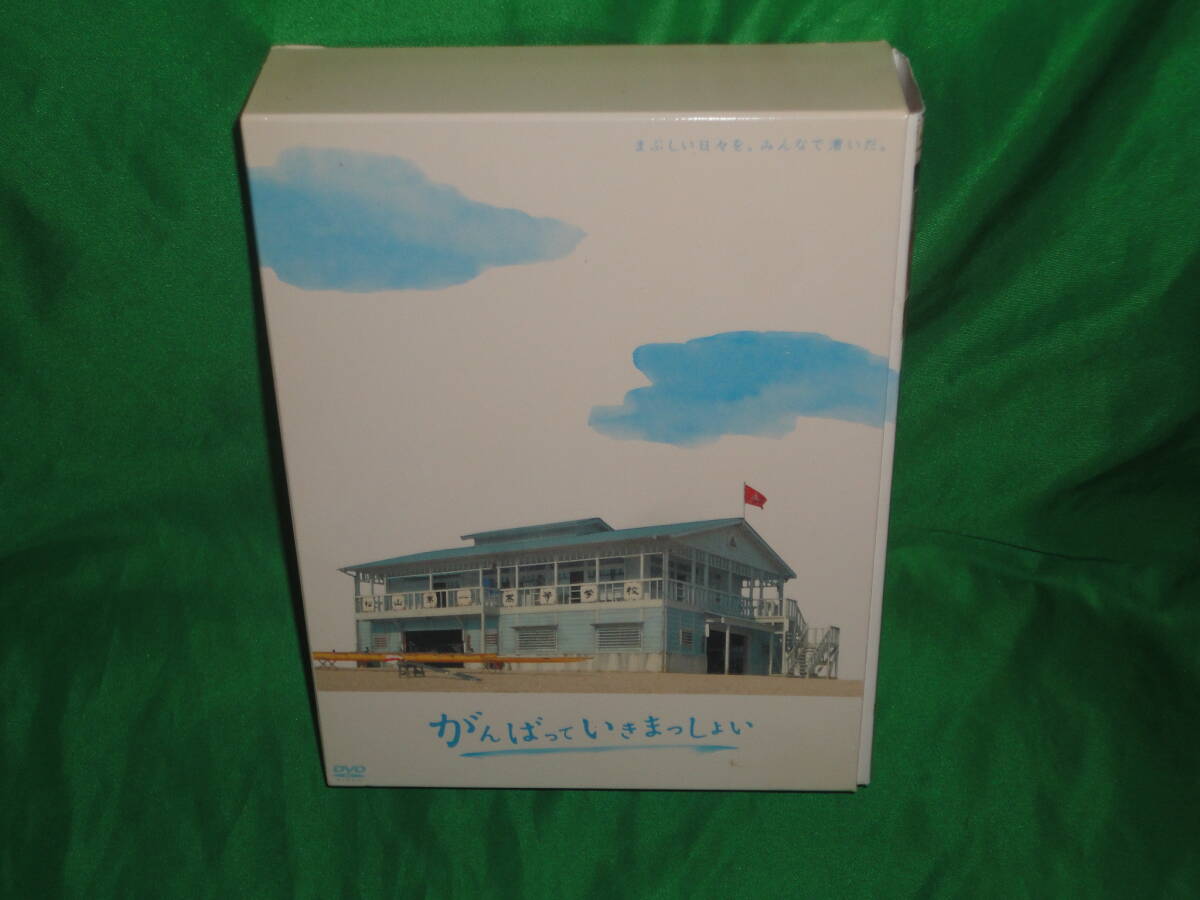 まぶしい日々を、みんなで漕いだ。
松山第一高等学校
がんばっていきまっしょい
DVD